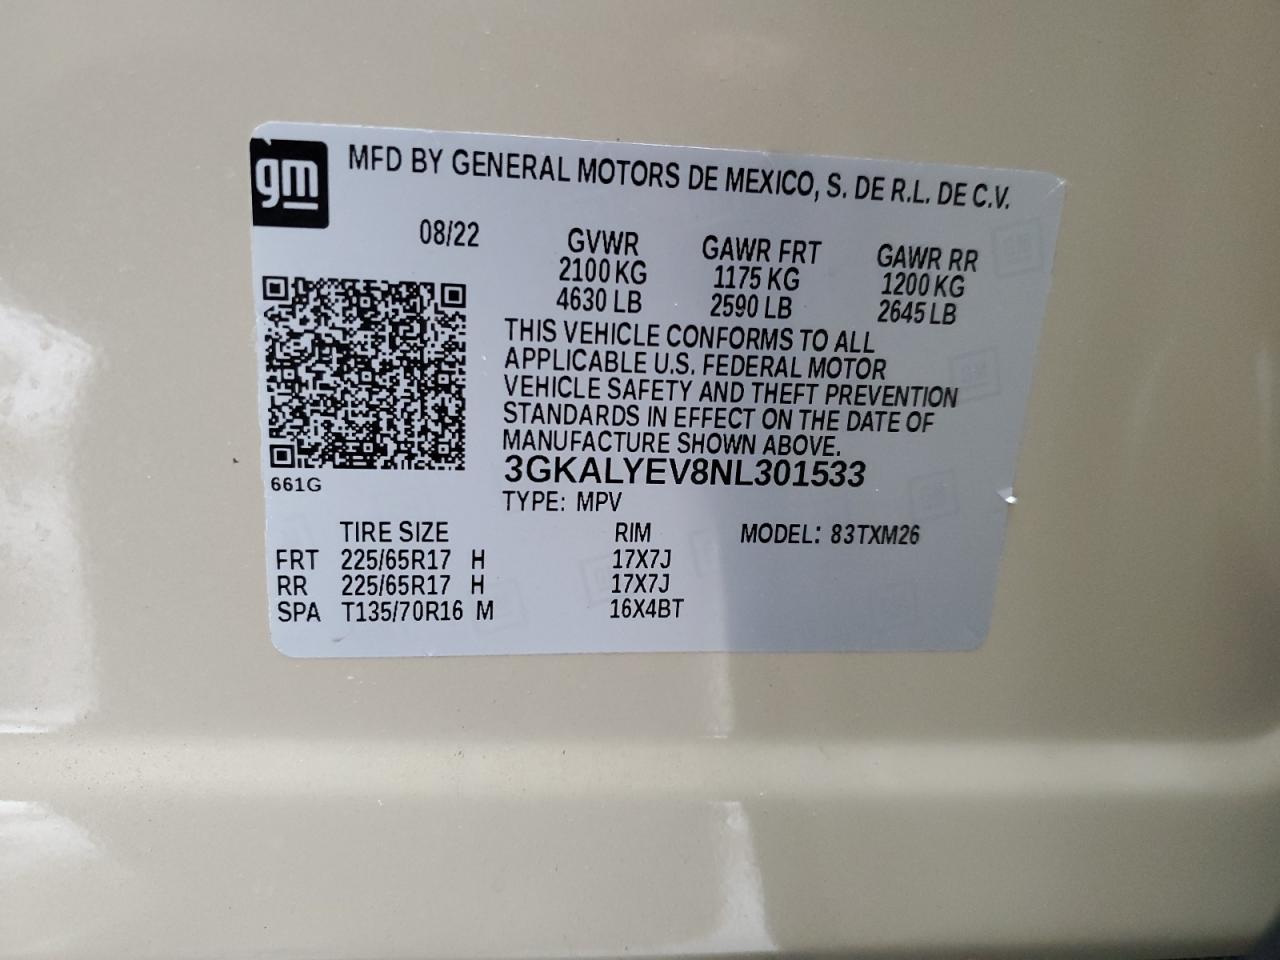 gm
MFD BY GENERAL MOTORS DE MEXICO, S. DE R.L. DE C.V.
08/22 GVWR GAWR FRT GAWR RR
2100 KG 1175 KG 1200 KG
4630 LB 2590 LB 2645 LB
THIS VEHICLE CONFORMS TO ALL
APPLICABLE U.S. FEDERAL MOTOR
VEHICLE SAFETY AND THEFT PREVENTION
STANDARDS IN EFFECT ON THE DATE OF
MANUFACTURE SHOWN ABOVE.
3GKALYEV8NL301533
661G
TYPE: MPV
TIRE SIZE RIM MODEL: 83TXM26
FRT 225/65R17 H 17X7J
RR 225/65R17 H 17X7J
SPA T135/70R16 M 16X4BT